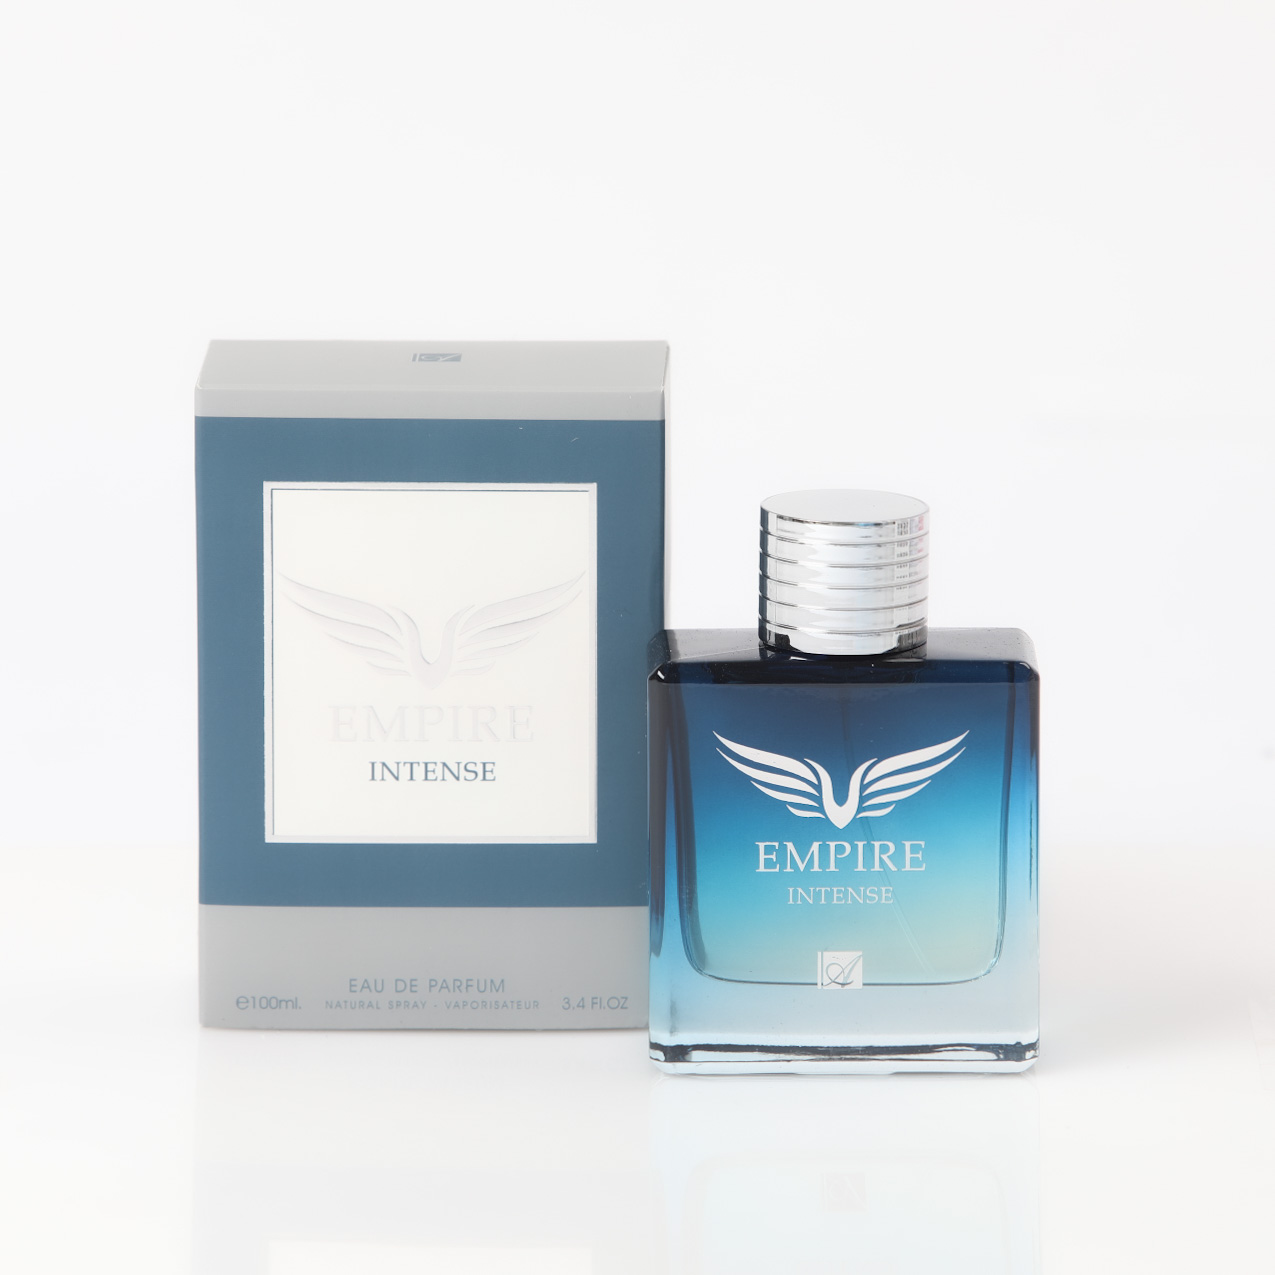 EMPIRE
INTENSE
EAU DE PARFUM
e100ml. NATURAL SPRAY - VAPORISATEUR 3.4 Fl.OZ
EMPIRE
INTENSE
A